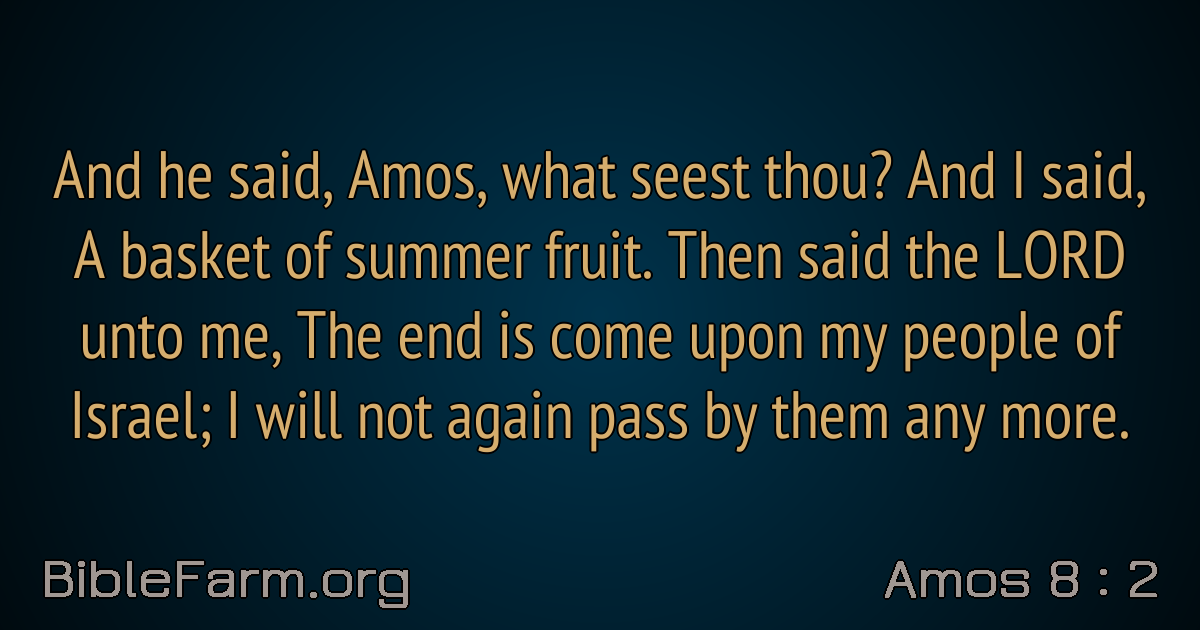 And he said, Amos, what seest thou? And I said,
A basket of summer fruit. Then said the LORD
unto me, The end is come upon my people of
Israel; I will not again pass by them any more.
BibleFarm.org
Amos 8 : 2